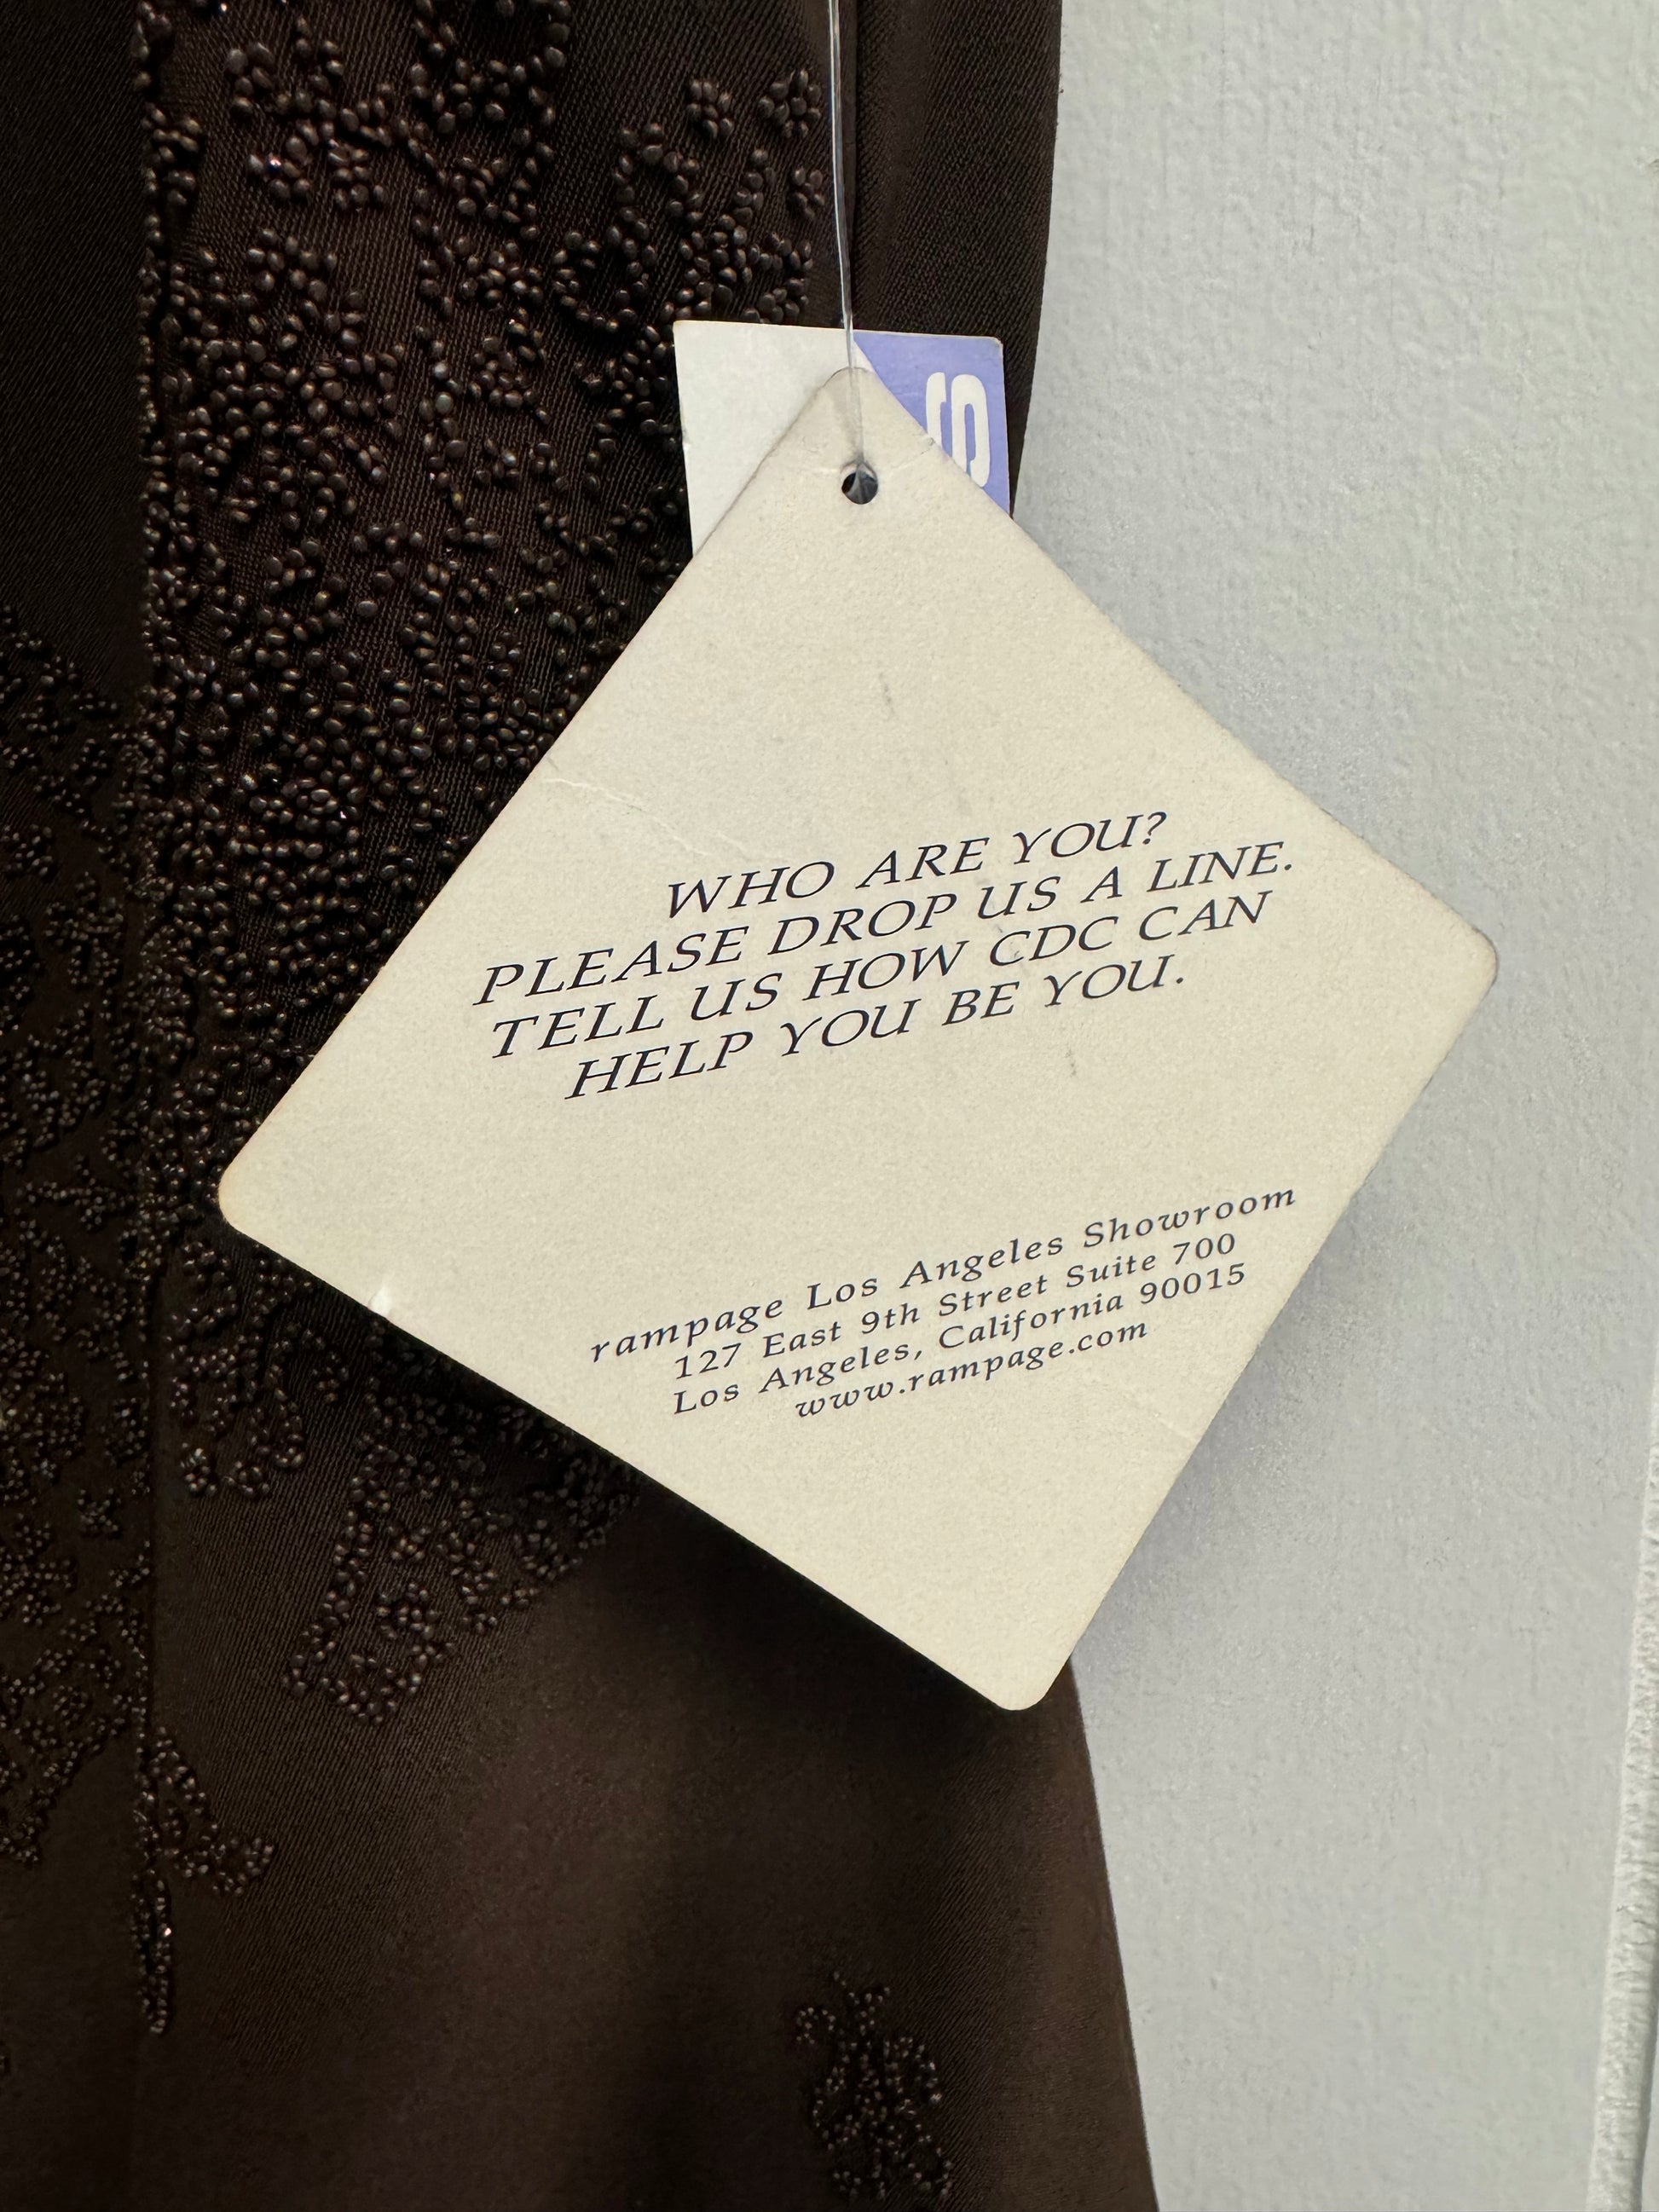 WHO ARE YOU?
PLEASE DROP US A LINE.
TELL US HOW CDC CAN
HELP YOU BE YOU.
rampage Los Angeles Showroom
127 East 9th Street Suite 700
Los Angeles, California 90015
www.rampage.com